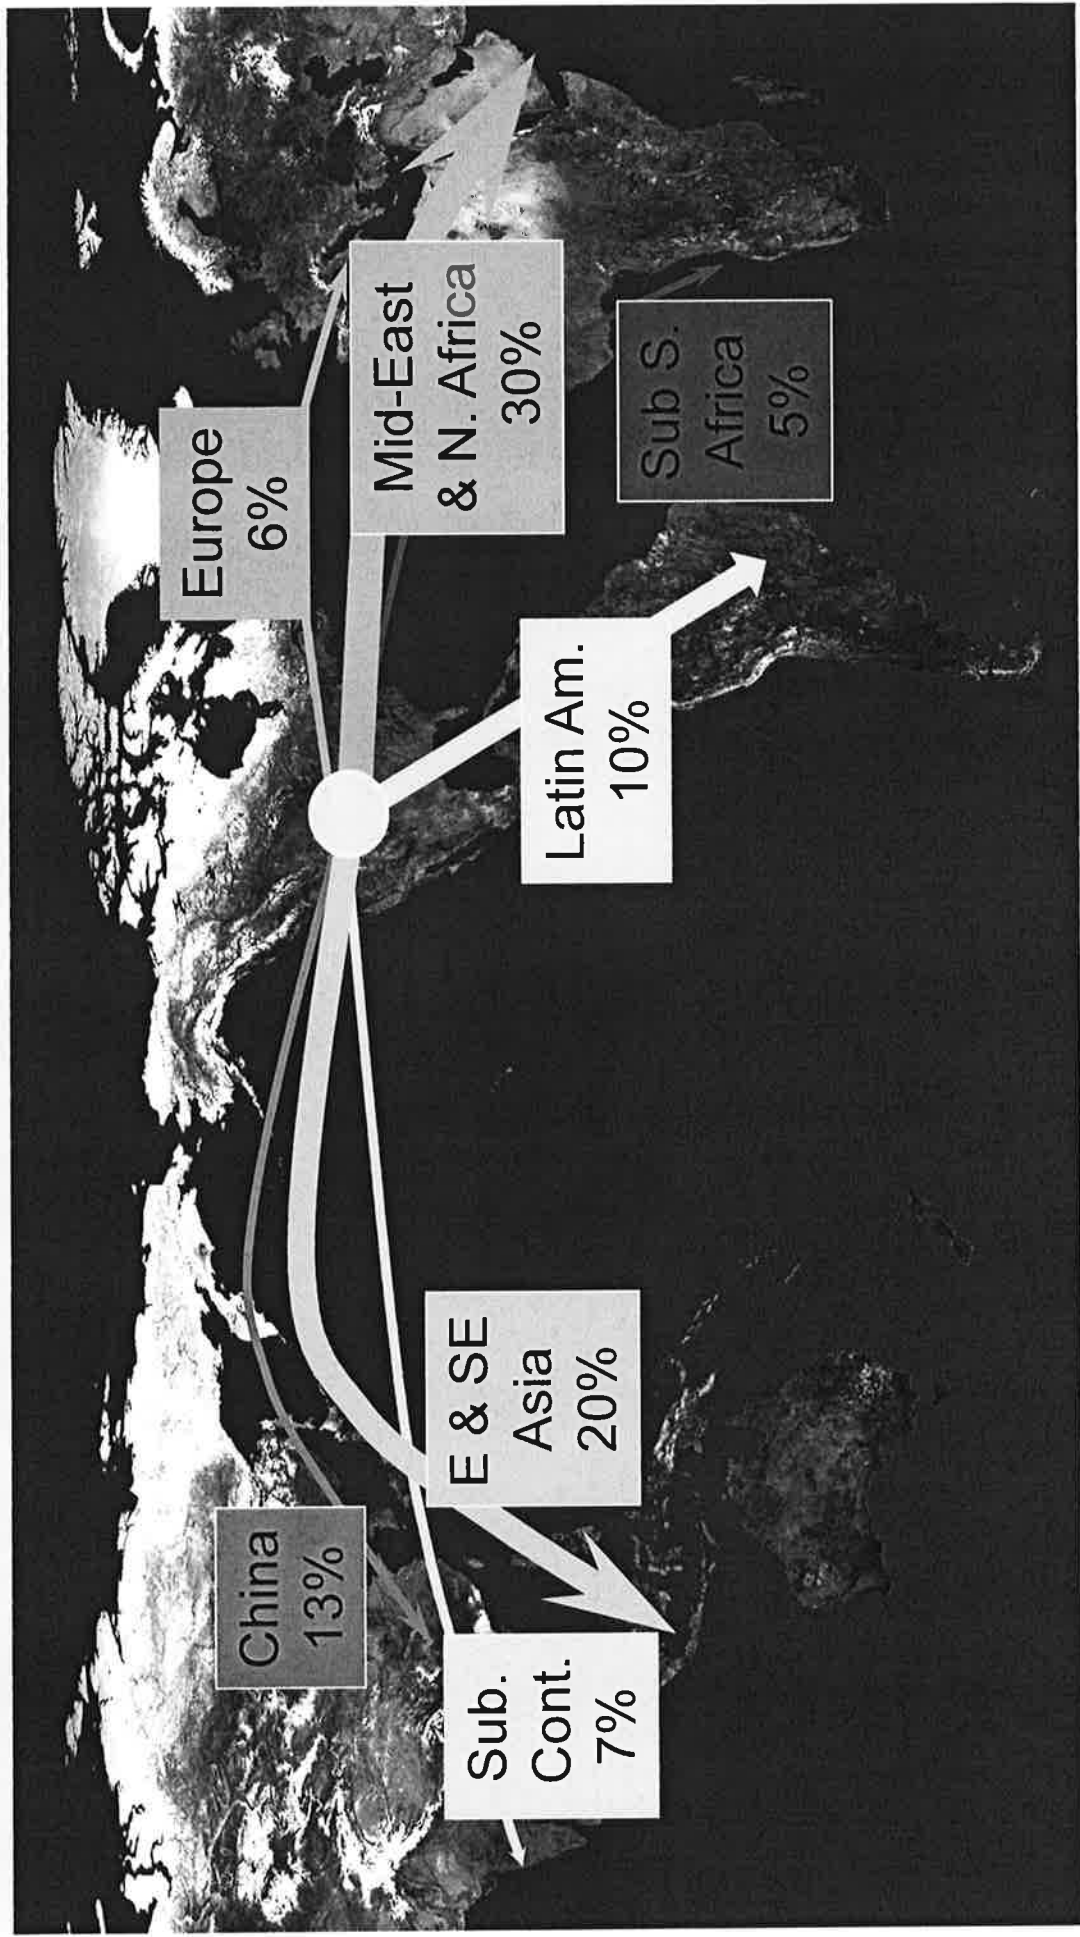 China
13%
Sub.
Cont.
7%
E & SE
Asia
20%
Europe
6%
Latin Am.
10%
Mid-East
& N. Africa
30%
Sub S.
Africa
5%